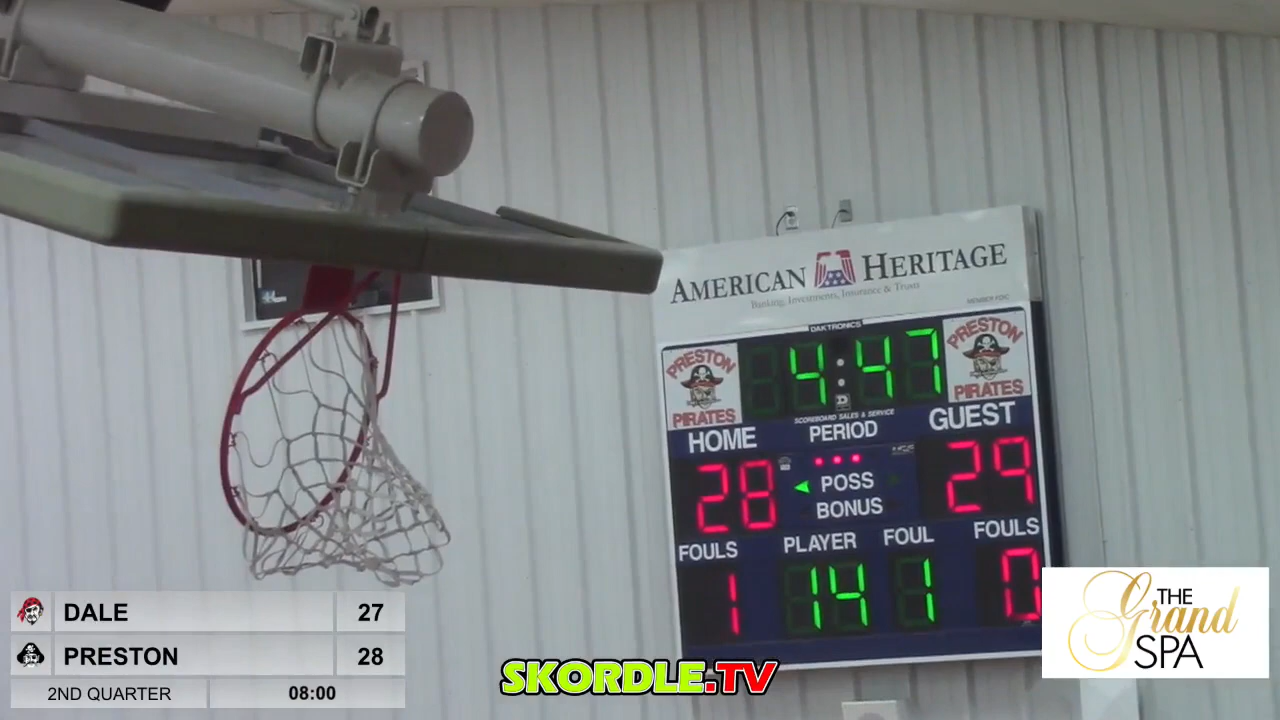 AMERICAN HERITAGE
Banking, Investments, Insurance & Trusts
MEMBER FDIC
DAKTRONICS
PRESTON
PIRATES
4:47
PRESTON
PIRATES
SCOREBOARD SALES & SERVICE
HOME
PERIOD
GUEST
28
POSS
BONUS
29
FOULS
PLAYER
FOUL
FOULS
1
14
1
0
DALE 27
PRESTON 28
2ND QUARTER 08:00
SKORDLE.TV
THE
Grand
SPA